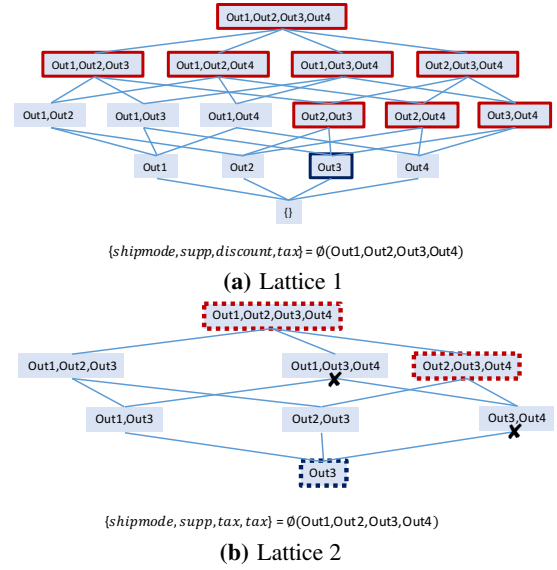 Out1,Out2,Out3,Out4
Out1,Out2,Out3 Out1,Out2,Out4 Out1,Out3,Out4 Out2,Out3,Out4
Out1,Out2 Out1,Out3 Out1,Out4 Out2,Out3 Out2,Out4 Out3,Out4
Out1 Out2 Out3 Out4
{}
{shipmode,supp,discount,tax} = ∅(Out1,Out2,Out3,Out4)
(a) Lattice 1
Out1,Out2,Out3,Out4
Out1,Out2,Out3 Out1,Out3,Out4 Out2,Out3,Out4
Out1,Out3 Out2,Out3 Out3,Out4
Out3
{shipmode,supp,tax,tax} = ∅(Out1,Out2,Out3,Out4)
(b) Lattice 2